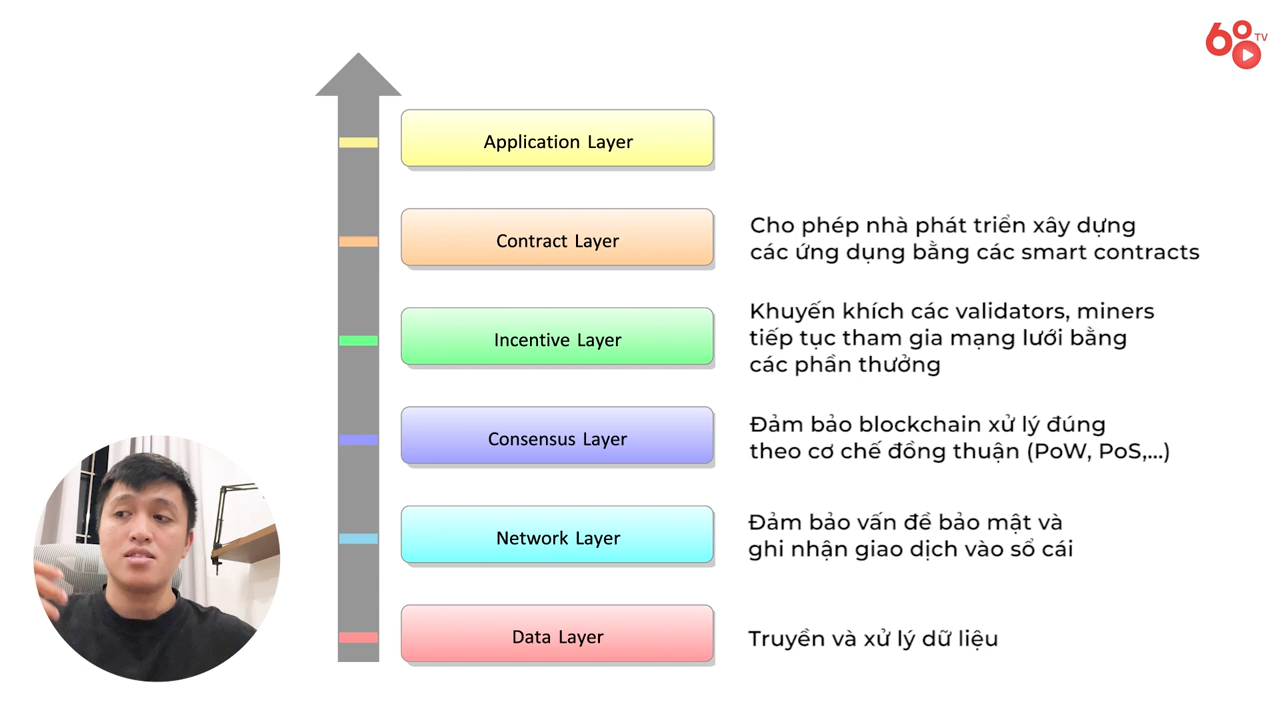 68 TV
Application Layer
Contract Layer
Cho phép nhà phát triển xây dựng
các ứng dụng bằng các smart contracts
Incentive Layer
Khuyến khích các validators, miners
tiếp tục tham gia mạng lưới bằng
các phần thưởng
Consensus Layer
Đảm bảo blockchain xử lý đúng
theo cơ chế đồng thuận (PoW, PoS,...)
Network Layer
Đảm bảo vấn đề bảo mật và
ghi nhận giao dịch vào sổ cái
Data Layer
Truyền và xử lý dữ liệu